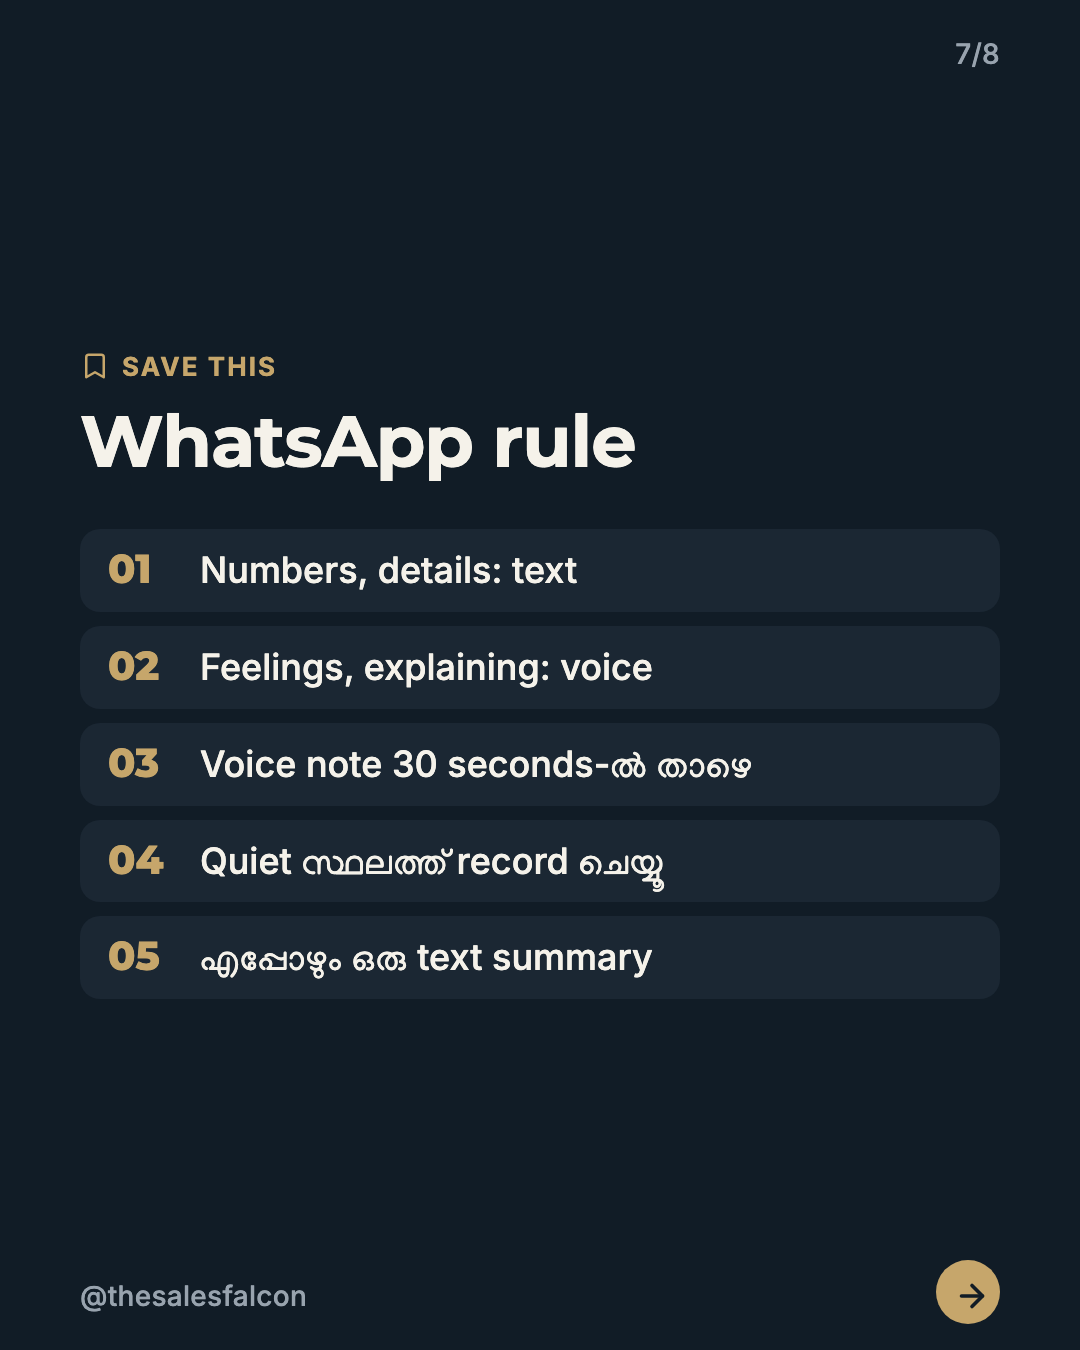 7/8
SAVE THIS
WhatsApp rule
01 Numbers, details: text
02 Feelings, explaining: voice
03 Voice note 30 seconds-ൽ താഴെ
04 Quiet സ്ഥലത്ത് record ചെയ്യൂ
05 എപ്പോഴും ഒരു text summary
@thesalesfalcon